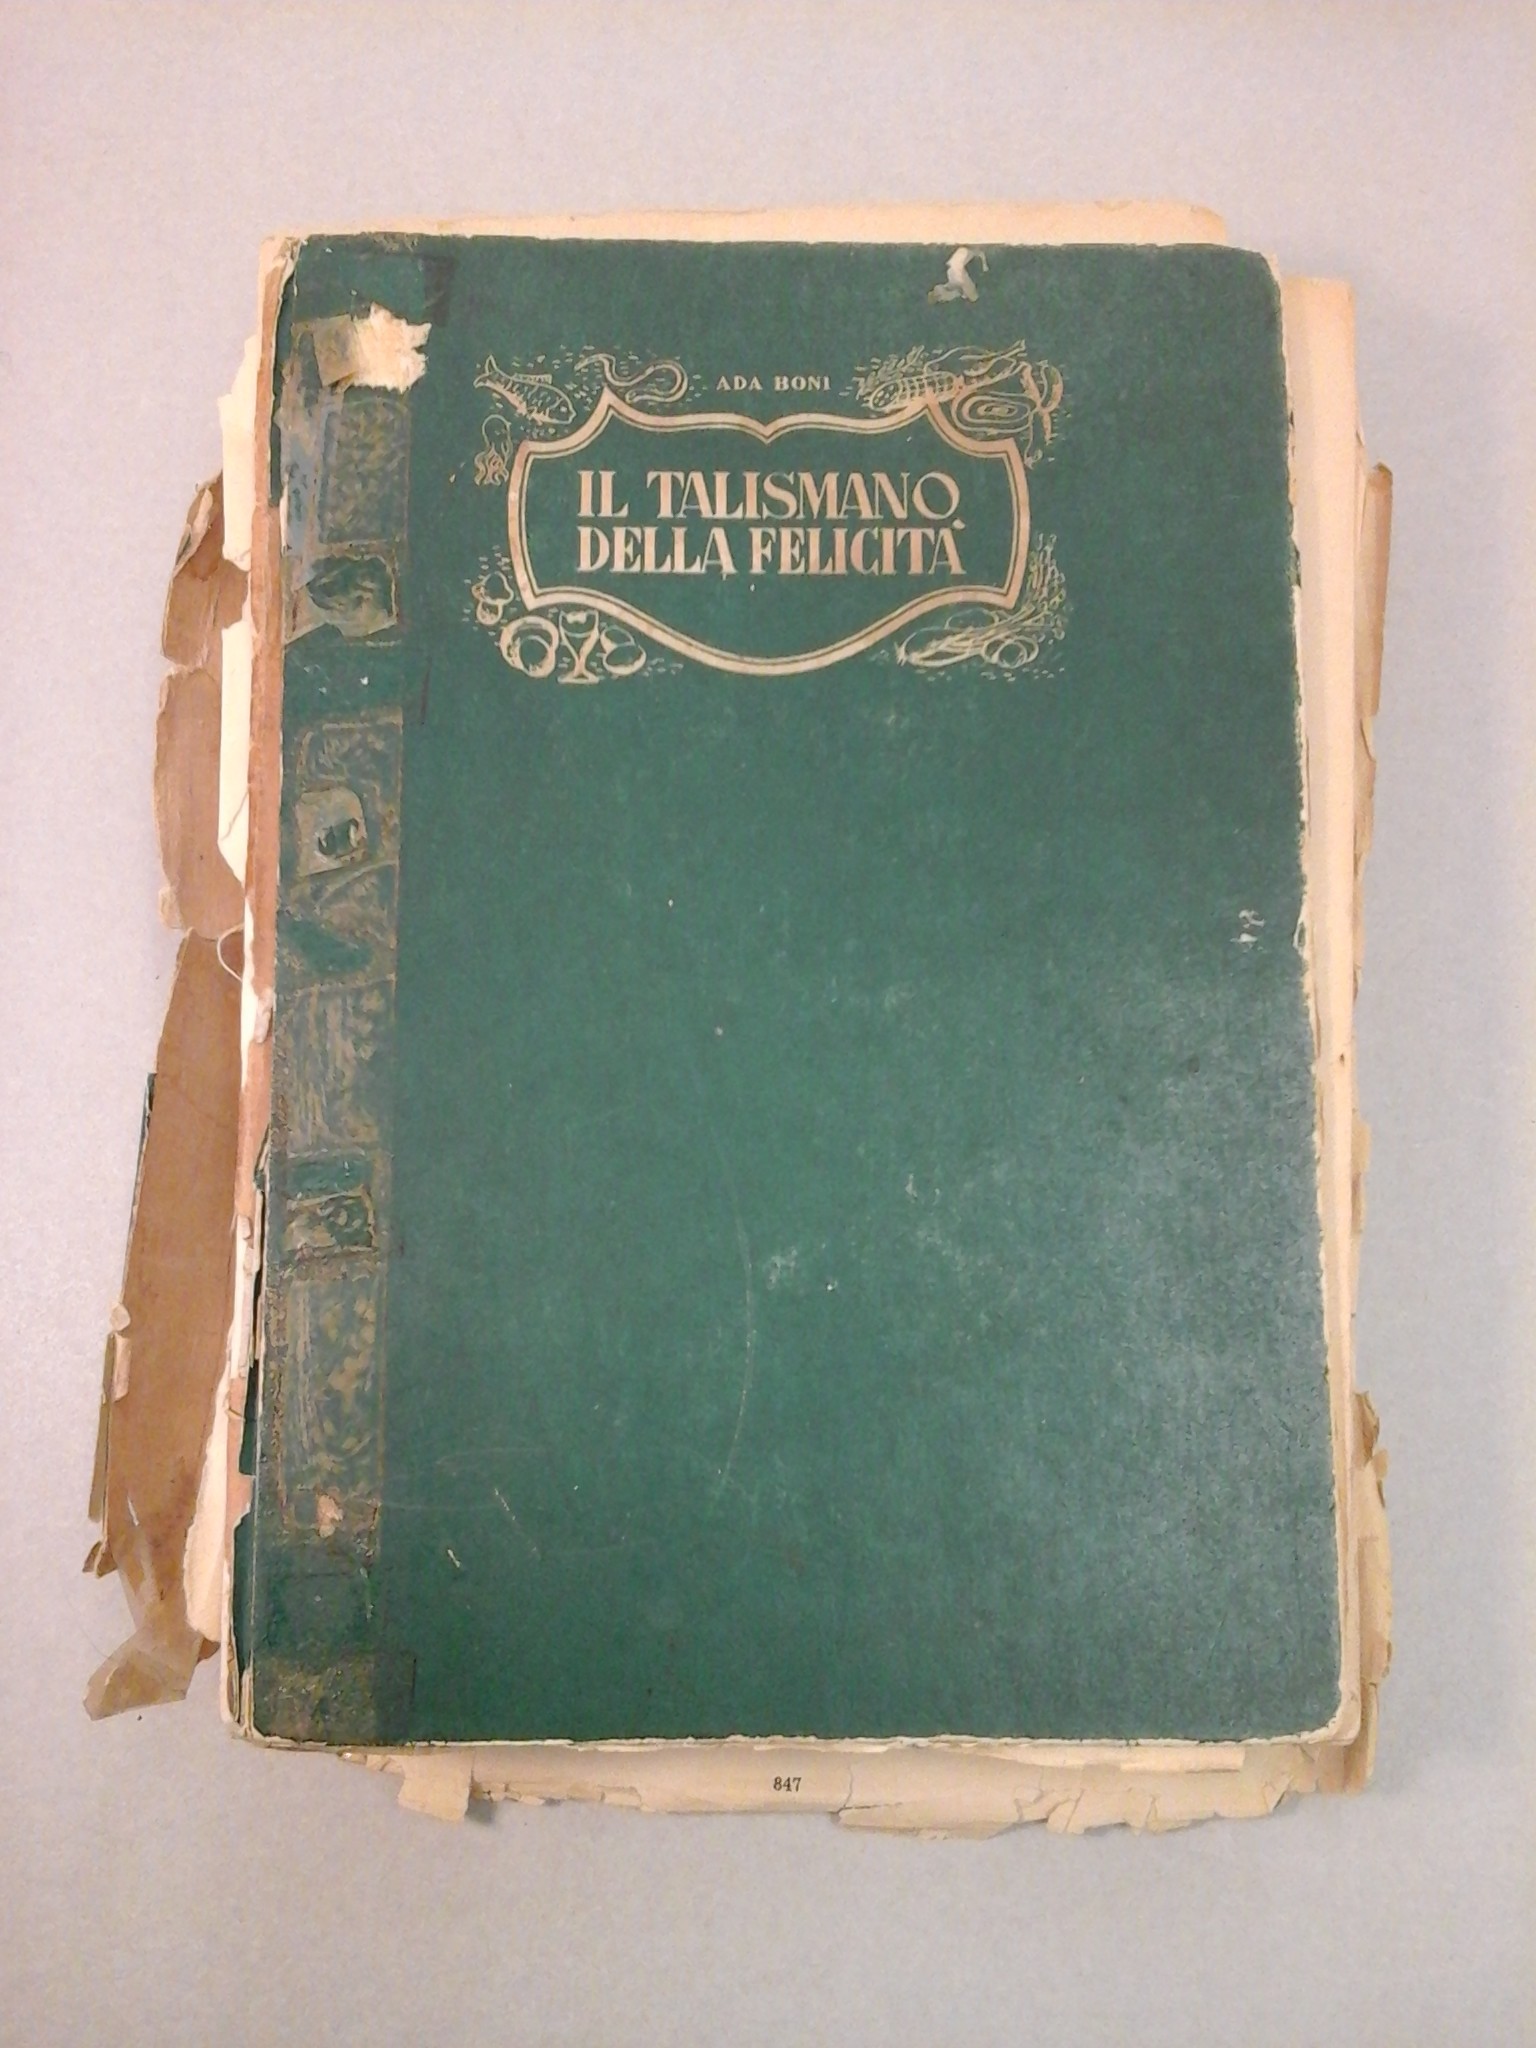 ADA BONI
IL TALISMANO
DELLA FELICITÀ
847